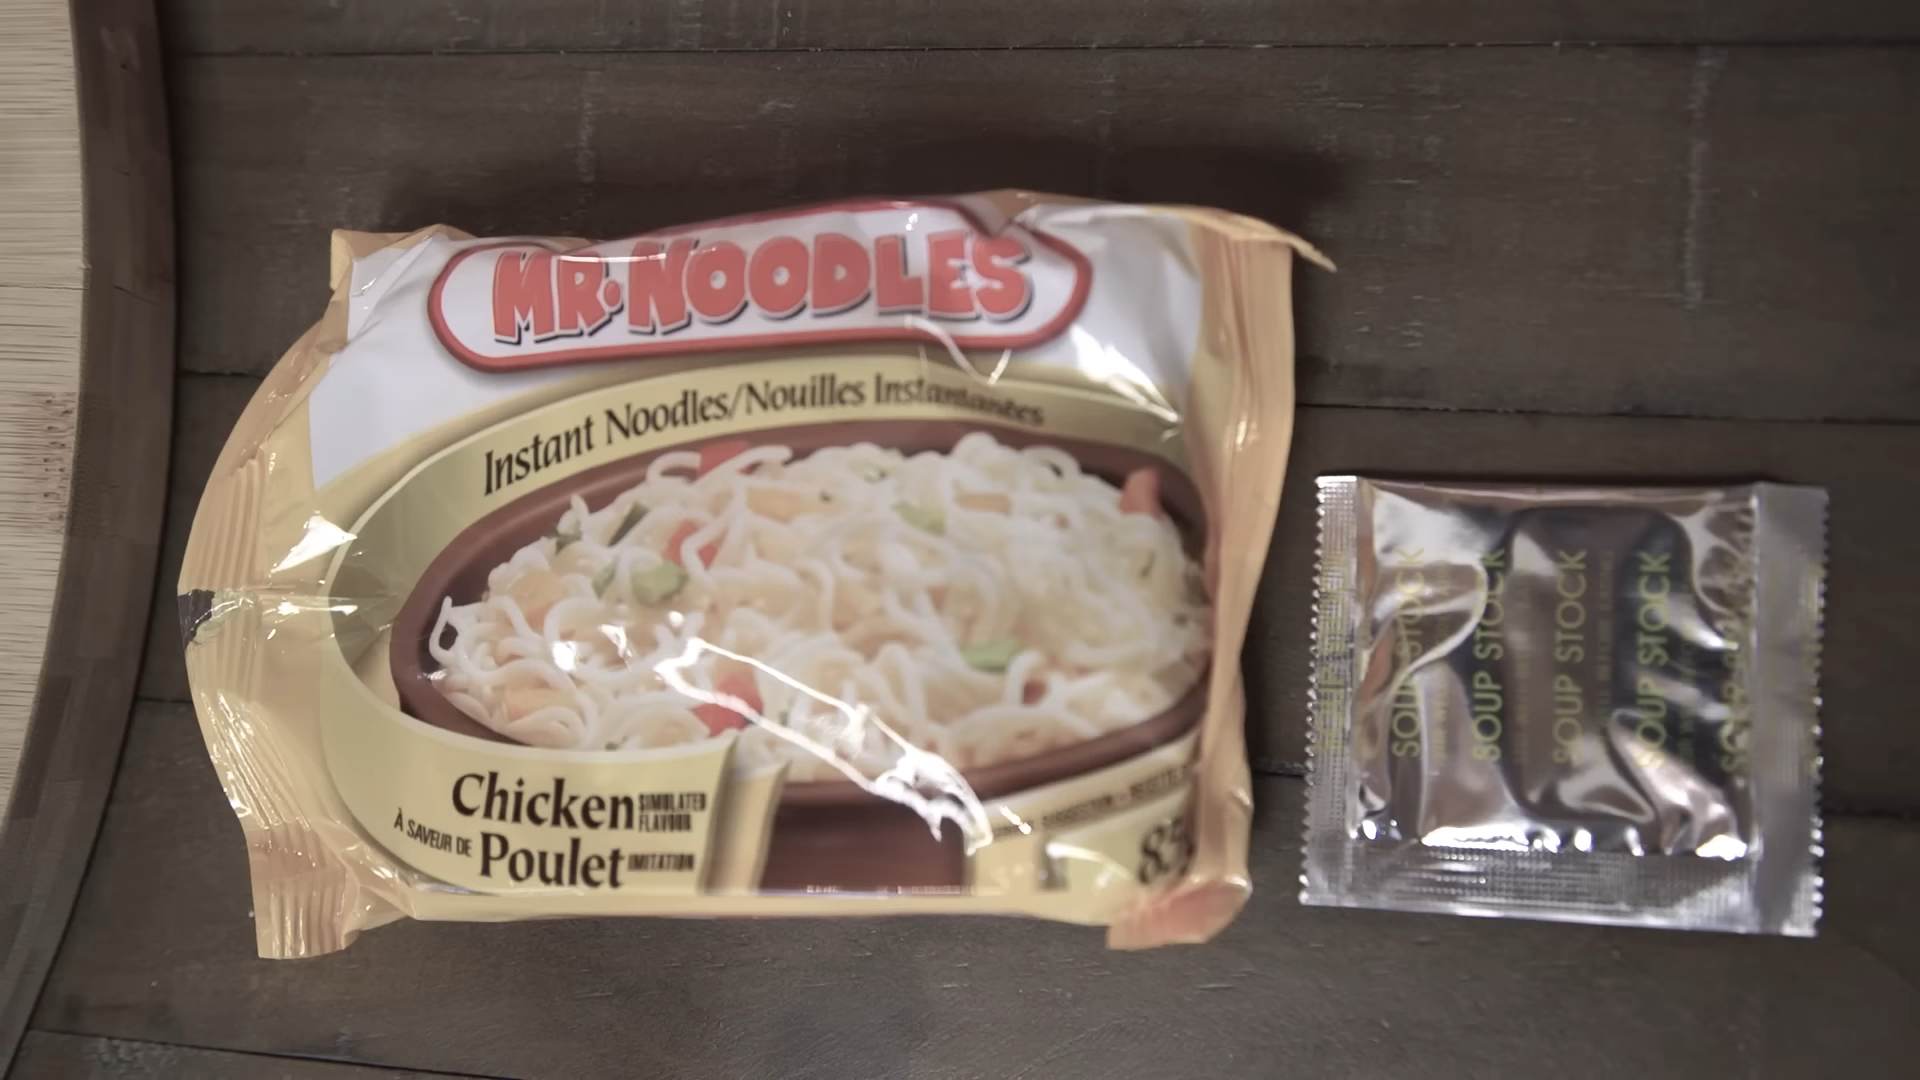 MR. NOODLES
Instant Noodles/Nouilles Instantanées
Chicken SIMULATED FLAVOUR
À SAVEUR DE Poulet IMITATION
85
SOUP STOCK
SOUP STOCK
SOUP STOCK
SOUP STOCK